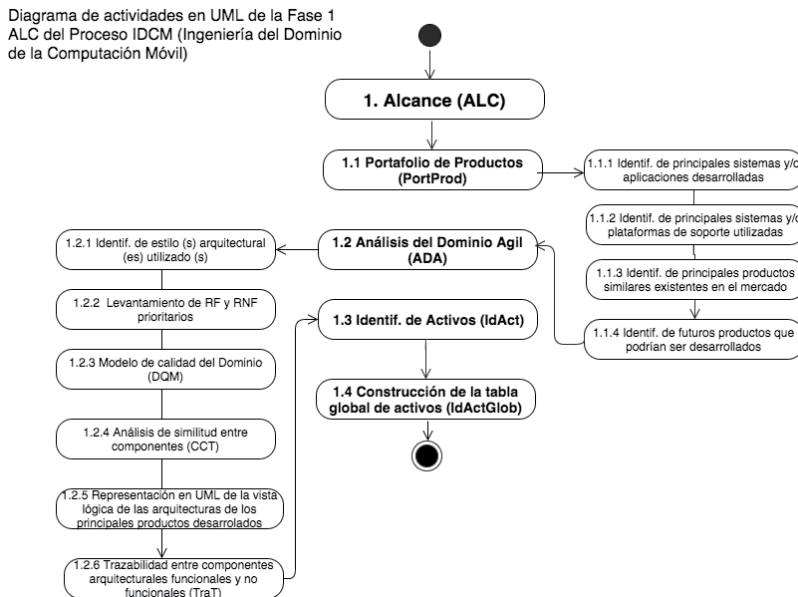 Diagrama de actividades en UML de la Fase 1
ALC del Proceso IDCM (Ingeniería del Dominio
de la Computación Móvil)
1. Alcance (ALC)
1.1 Portafolio de Productos
(PortProd)
1.1.1 Identif. de principales sistemas y/o
aplicaciones desarrolladas
1.1.2 Identif. de principales sistemas y/o
plataformas de soporte utilizadas
1.1.3 Identif. de principales productos
similares existentes en el mercado
1.1.4 Identif. de futuros productos que
podrían ser desarrollados
1.2 Análisis del Dominio Agil
(ADA)
1.2.1 Identif. de estilo (s) arquitectural
(es) utilizado (s)
1.2.2 Levantamiento de RF y RNF
prioritarios
1.2.3 Modelo de calidad del Dominio
(DQM)
1.2.4 Análisis de similitud entre
componentes (CCT)
1.2.5 Representación en UML de la vista
lógica de las arquitecturas de los
principales productos desarrolados
1.2.6 Trazabilidad entre componentes
arquitecturales funcionales y no
funcionales (TraT)
1.3 Identif. de Activos (IdAct)
1.4 Construcción de la tabla
global de activos (IdActGlob)